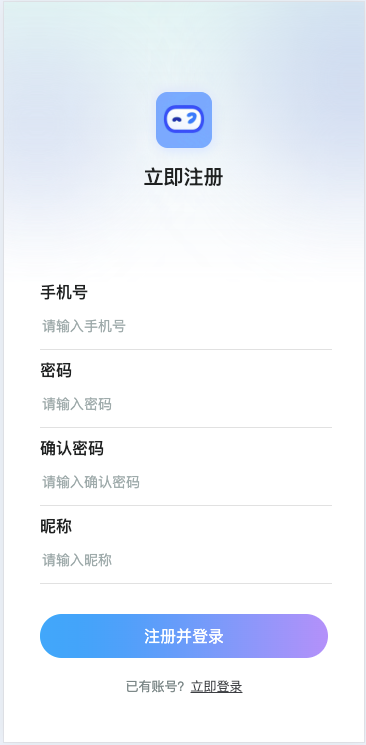 立即注册
手机号
请输入手机号
密码
请输入密码
确认密码
请输入确认密码
昵称
请输入昵称
注册并登录
已有账号？立即登录